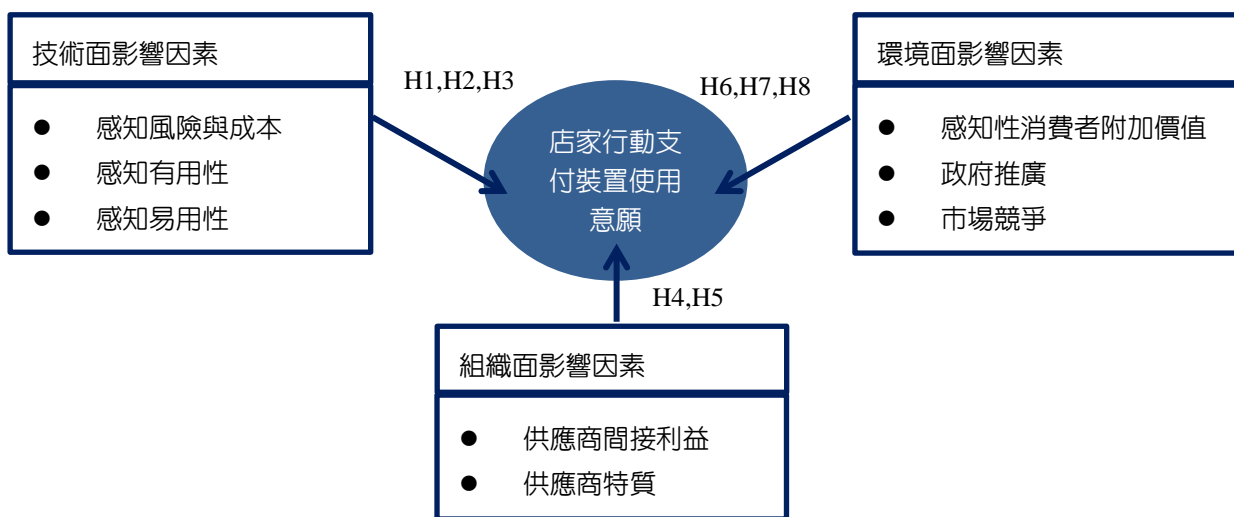 技術面影響因素
● 感知風險與成本
● 感知有用性
● 感知易用性
H1,H2,H3
店家行動支
付裝置使用
意願
H6,H7,H8
環境面影響因素
● 感知性消費者附加價值
● 政府推廣
● 市場競爭
H4,H5
組織面影響因素
● 供應商間接利益
● 供應商特質